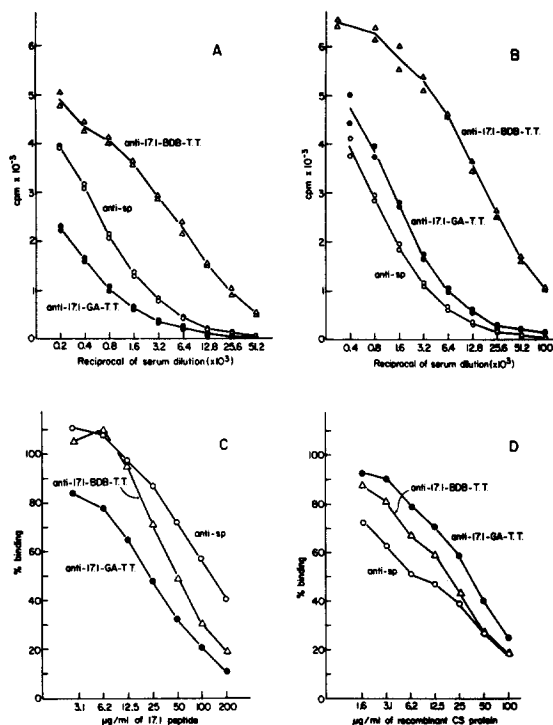 A
6
5
4
3
2
1
0
cpm x 10-3
anti-17.1-BDB-T.T.
anti-sp
anti-17.1-GA-T.T.
0.2 0.4 0.8 1.6 3.2 6.4 12.8 25.6 51.2
Reciprocal of serum dilution (x10³)
B
6
5
4
3
2
1
0
cpm x 10-3
anti-17.1-BDB-T.T.
anti-17.1-GA-T.T.
anti-sp
0.4 0.8 1.6 3.2 6.4 12.8 25.6 51.2 100
Reciprocal of serum dilution (x10³)
C
100
80
60
40
20
0
% binding
anti-17.1-BDB-T.T.
anti-sp
anti-17.1-GA-T.T.
3.1 6.2 12.5 25 50 100 200
µg/ml of 17.1 peptide
D
100
80
60
40
20
0
% binding
anti-17.1-BDB-T.T.
anti-17.1-GA-T.T.
anti-sp
1.6 3.1 6.2 12.5 25 50 100
µg/ml of recombinant CS protein